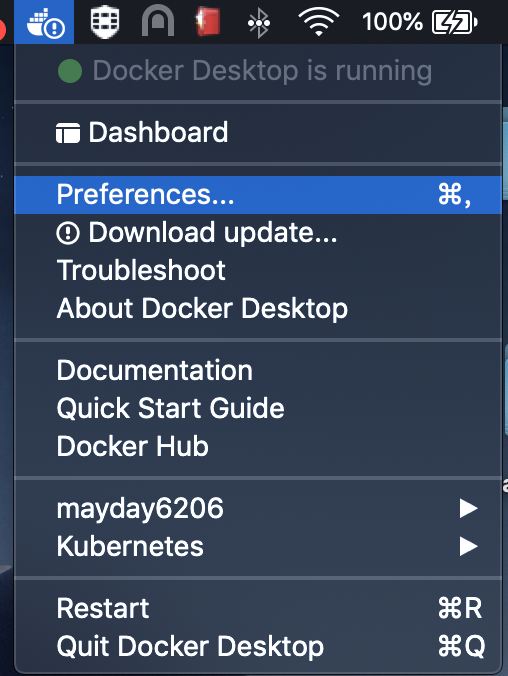 100%
Docker Desktop is running
Dashboard
Preferences... ⌘,
Download update...
Troubleshoot
About Docker Desktop
Documentation
Quick Start Guide
Docker Hub
mayday6206
Kubernetes
Restart ⌘R
Quit Docker Desktop ⌘Q